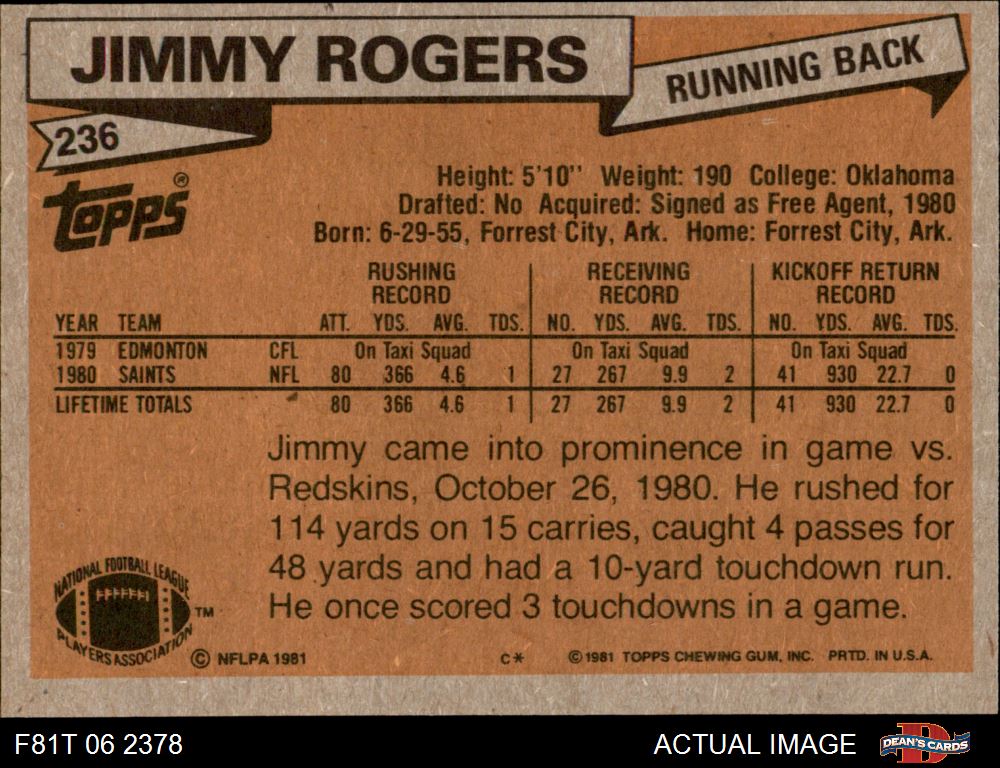 JIMMY ROGERS
RUNNING BACK
236
topps®
Height: 5'10'' Weight: 190 College: Oklahoma
Drafted: No Acquired: Signed as Free Agent, 1980
Born: 6-29-55, Forrest City, Ark. Home: Forrest City, Ark.
RUSHING RECORD RECEIVING RECORD KICKOFF RETURN RECORD
YEAR TEAM ATT. YDS. AVG. TDS. NO. YDS. AVG. TDS. NO. YDS. AVG. TDS.
1979 EDMONTON CFL On Taxi Squad On Taxi Squad On Taxi Squad
1980 SAINTS NFL 80 366 4.6 1 27 267 9.9 2 41 930 22.7 0
LIFETIME TOTALS 80 366 4.6 1 27 267 9.9 2 41 930 22.7 0
Jimmy came into prominence in game vs.
Redskins, October 26, 1980. He rushed for
114 yards on 15 carries, caught 4 passes for
48 yards and had a 10-yard touchdown run.
He once scored 3 touchdowns in a game.
NATIONAL FOOTBALL LEAGUE
PLAYERS ASSOCIATION
TM
© NFLPA 1981 C* © 1981 TOPPS CHEWING GUM, INC. PRTD. IN U.S.A.
F81T 06 2378 ACTUAL IMAGE DEAN'S CARDS